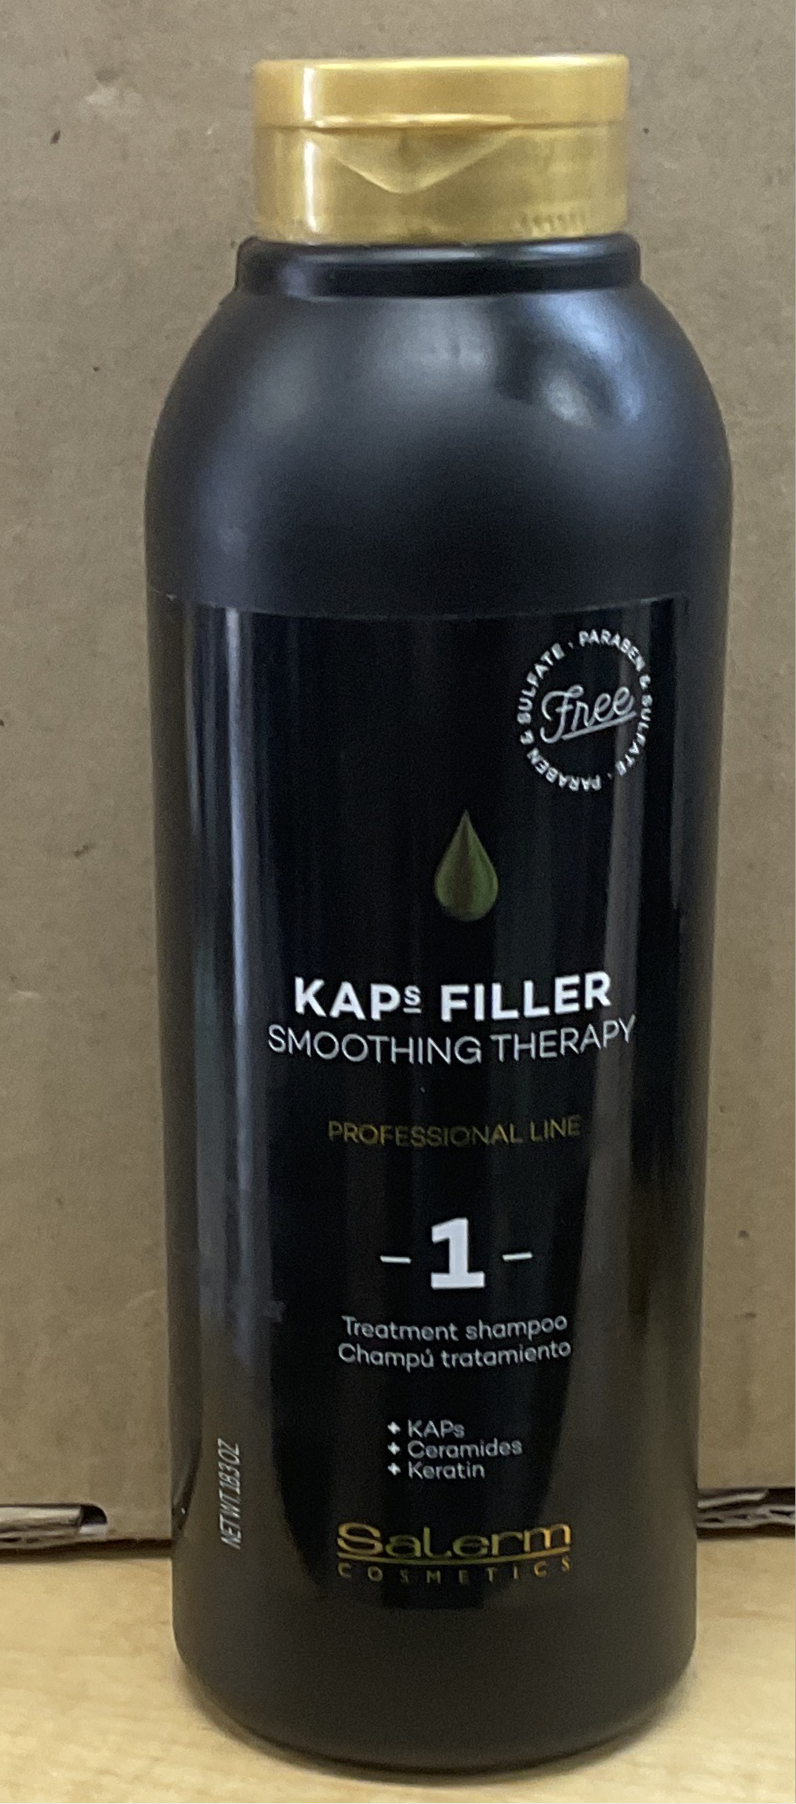 PARABEN & SULFATE · PARABEN & SULFATE ·
Free
KAPs FILLER
SMOOTHING THERAPY
PROFESSIONAL LINE
-1-
Treatment shampoo
Champú tratamiento
+ KAPs
+ Ceramides
+ Keratin
NET WT 18.3 OZ
Salerm
COSMETICS